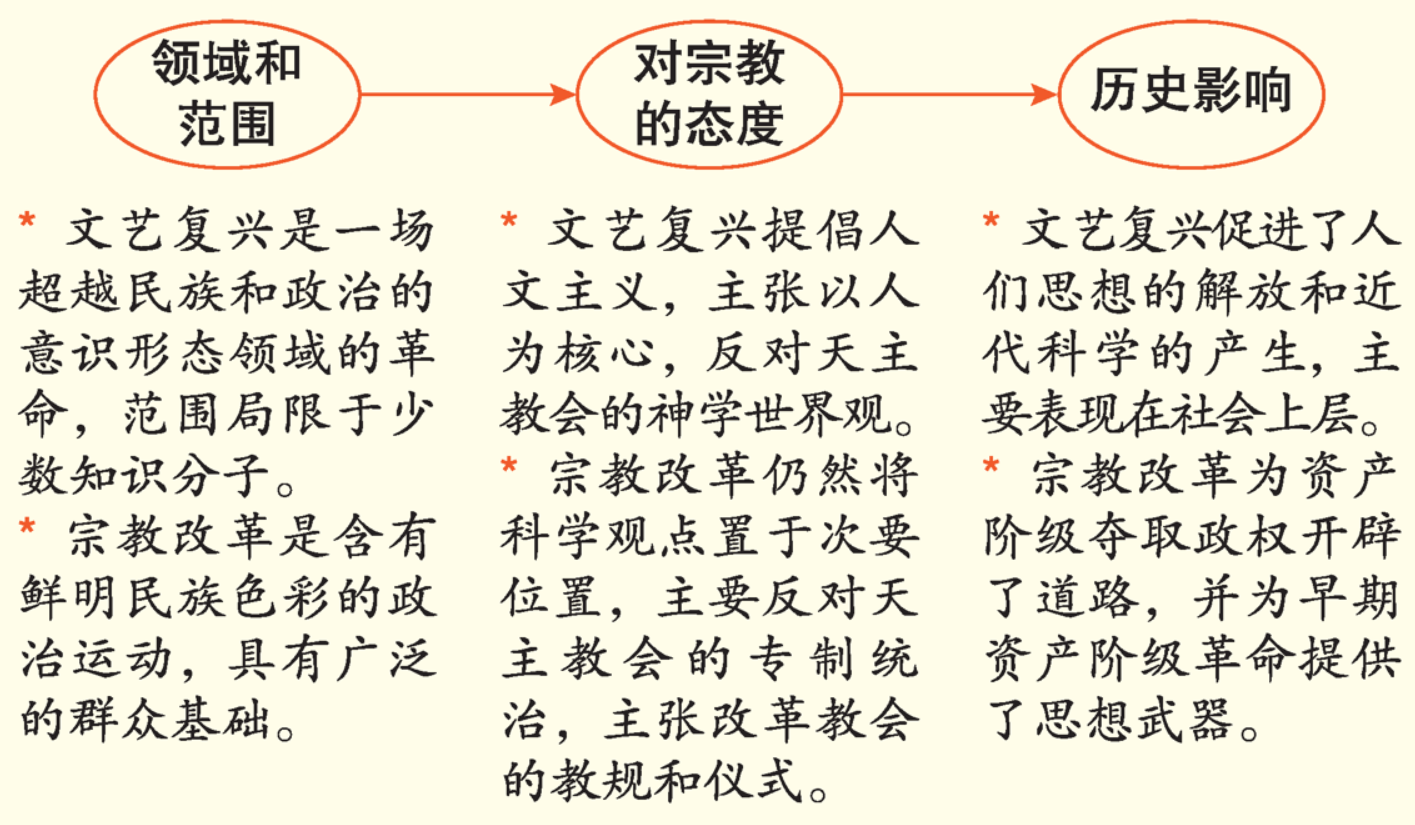 领域和
范围
对宗教
的态度
历史影响
* 文艺复兴是一场
超越民族和政治的
意识形态领域的革
命，范围局限于少
数知识分子。
* 宗教改革是含有
鲜明民族色彩的政
治运动，具有广泛
的群众基础。
* 文艺复兴提倡人
文主义，主张以人
为核心，反对天主
教会的神学世界观。
* 宗教改革仍然将
科学观点置于次要
位置，主要反对天
主教会的专制统
治，主张改革教会
的教规和仪式。
* 文艺复兴促进了人
们思想的解放和近
代科学的产生，主
要表现在社会上层。
* 宗教改革为资产
阶级夺取政权开辟
了道路，并为早期
资产阶级革命提供
了思想武器。